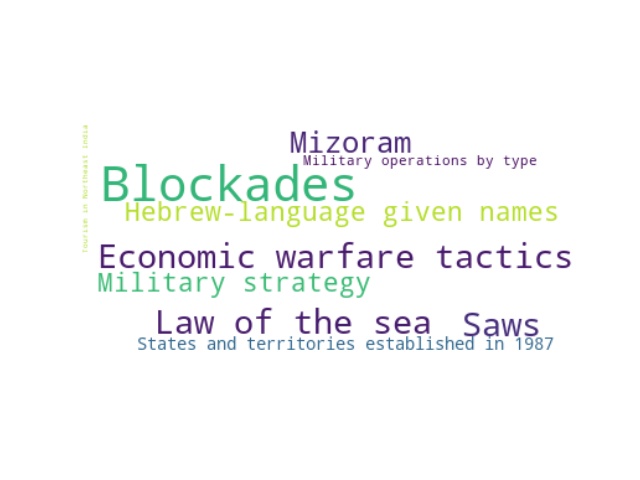 Tourism in Northeast India
Mizoram
Military operations by type
Blockades
Hebrew-language given names
Economic warfare tactics
Military strategy
Law of the sea
Saws
States and territories established in 1987